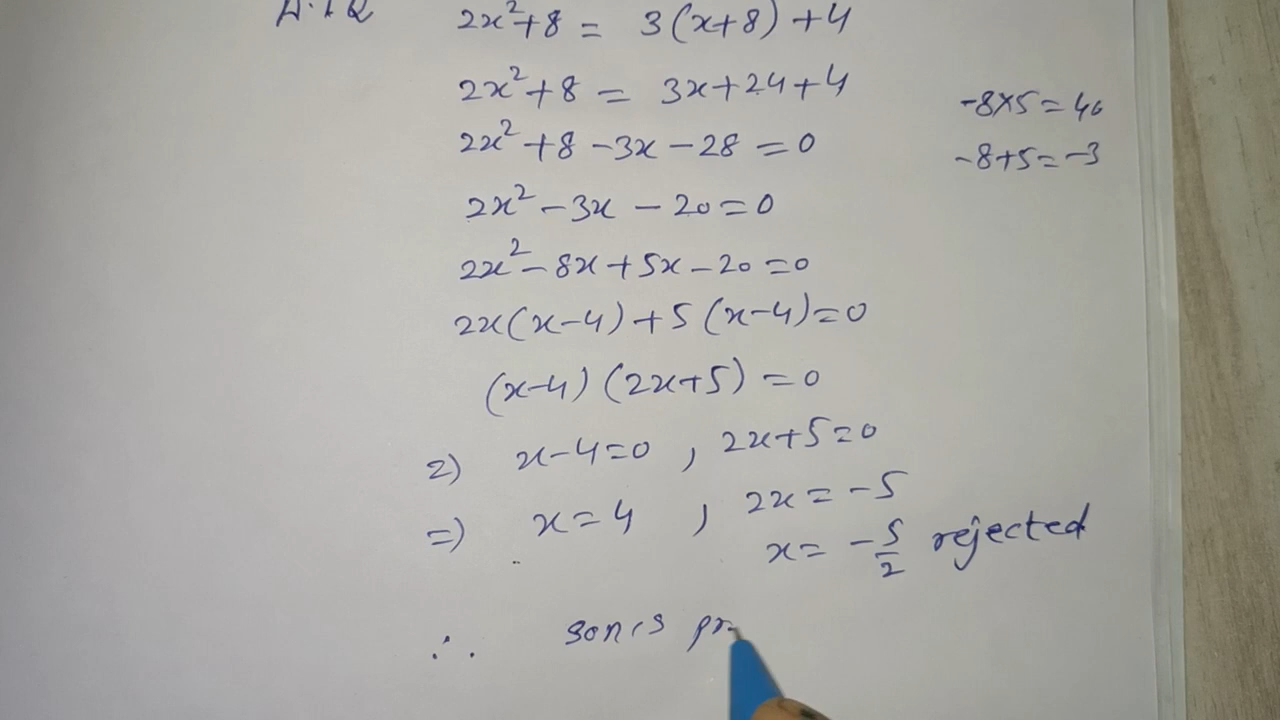 A.T.Q 2x²+8 = 3(x+8)+4
2x²+8 = 3x+24+4
-8×5=40
2x²+8-3x-28=0
-8+5=-3
2x²-3x-20=0
2x²-8x+5x-20=0
2x(x-4)+5(x-4)=0
(x-4)(2x+5)=0
=) x-4=0, 2x+5=0
=) x=4, 2x=-5
x=-5/2 rejected
∴ son's pr